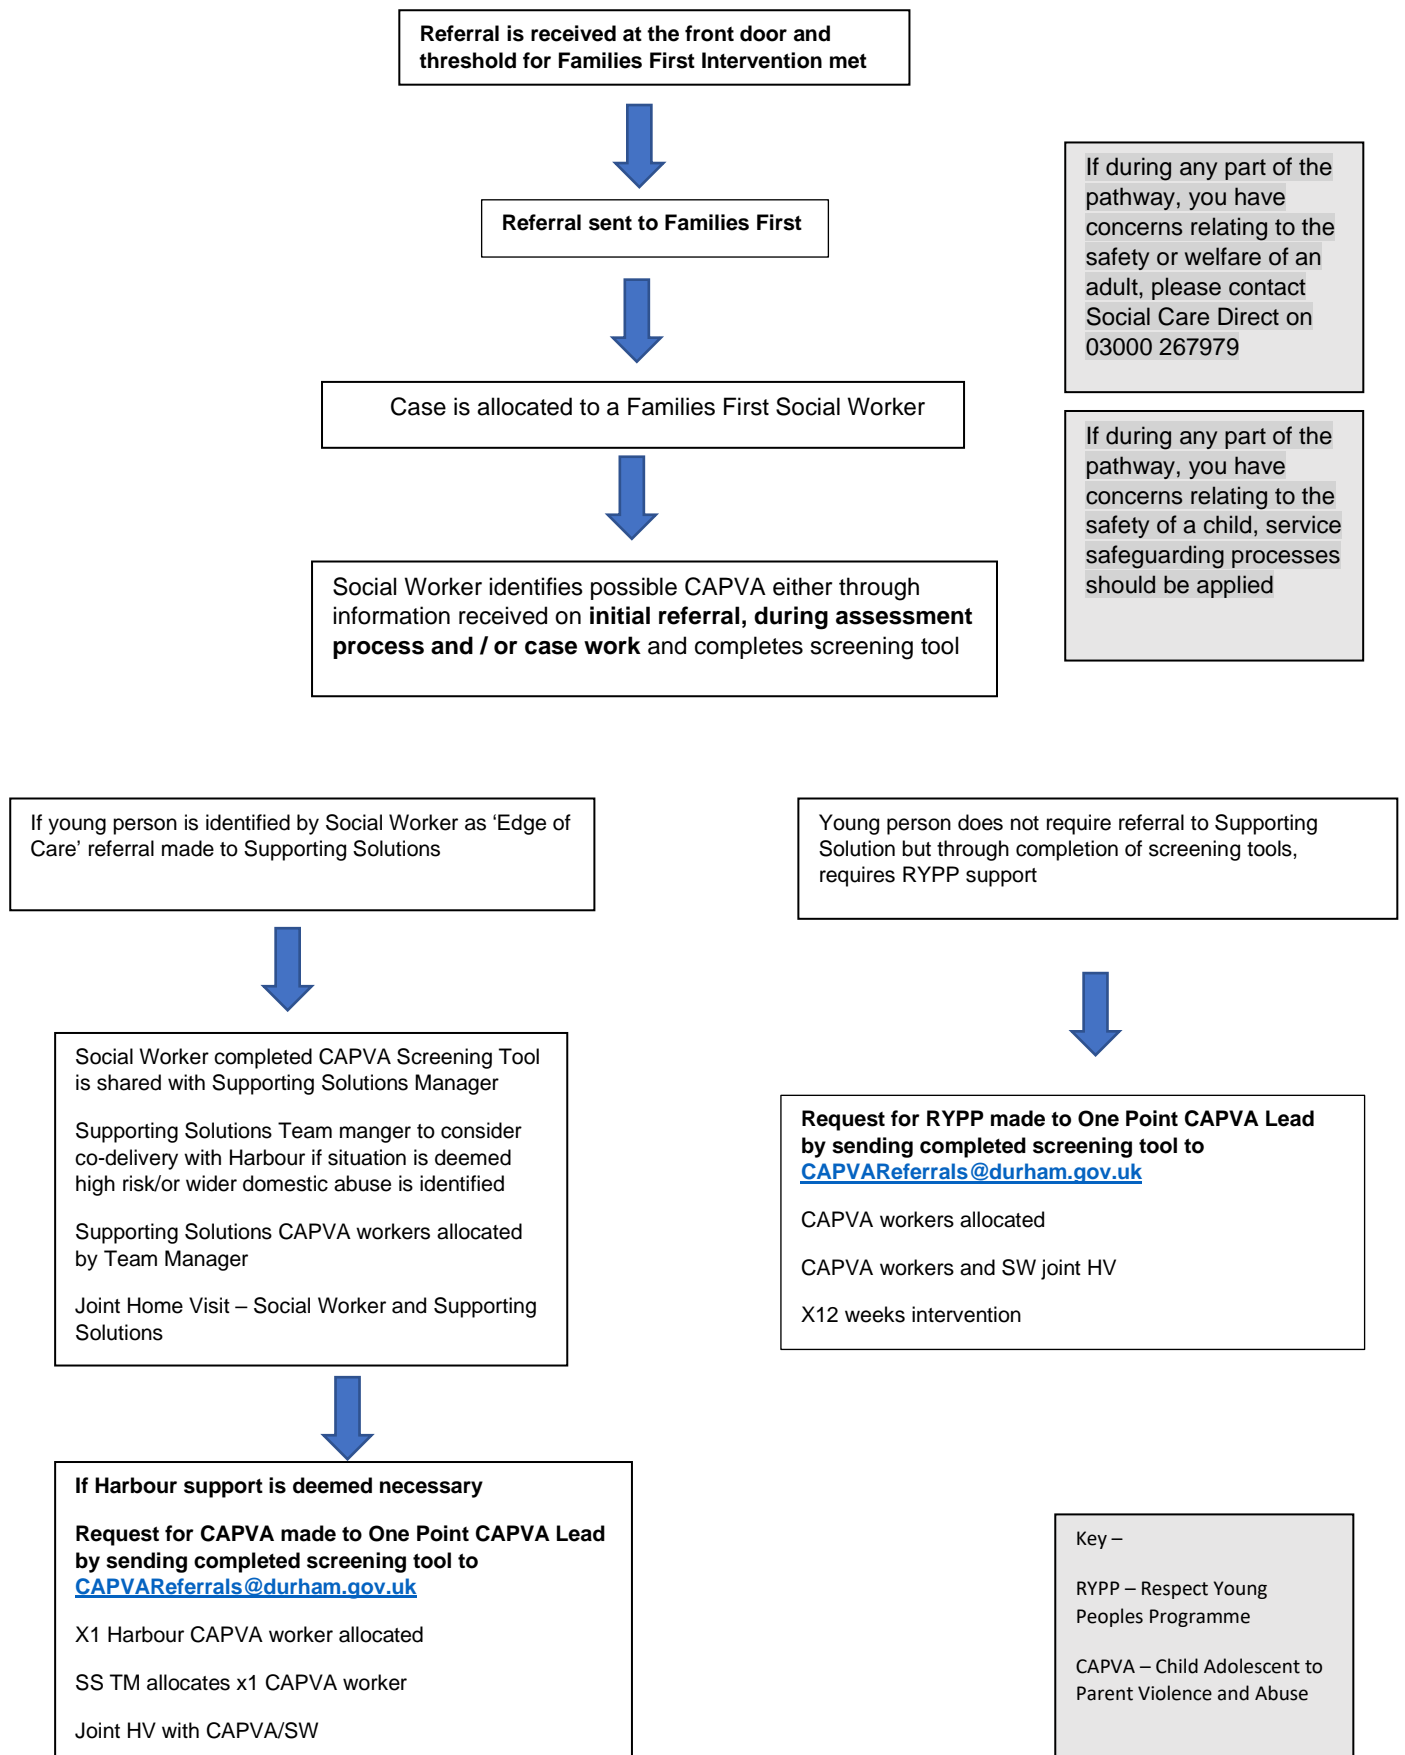 Referral is received at the front door and
threshold for Families First Intervention met
Referral sent to Families First
If during any part of the
pathway, you have
concerns relating to the
safety or welfare of an
adult, please contact
Social Care Direct on
03000 267979
Case is allocated to a Families First Social Worker
If during any part of the
pathway, you have
concerns relating to the
safety of a child, service
safeguarding processes
should be applied
Social Worker identifies possible CAPVA either through
information received on initial referral, during assessment
process and / or case work and completes screening tool
If young person is identified by Social Worker as ‘Edge of
Care’ referral made to Supporting Solutions
Young person does not require referral to Supporting
Solution but through completion of screening tools,
requires RYPP support
Social Worker completed CAPVA Screening Tool
is shared with Supporting Solutions Manager
Supporting Solutions Team manger to consider
co-delivery with Harbour if situation is deemed
high risk/or wider domestic abuse is identified
Supporting Solutions CAPVA workers allocated
by Team Manager
Joint Home Visit – Social Worker and Supporting
Solutions
Request for RYPP made to One Point CAPVA Lead
by sending completed screening tool to
CAPVAReferrals@durham.gov.uk
CAPVA workers allocated
CAPVA workers and SW joint HV
X12 weeks intervention
If Harbour support is deemed necessary
Request for CAPVA made to One Point CAPVA Lead
by sending completed screening tool to
CAPVAReferrals@durham.gov.uk
X1 Harbour CAPVA worker allocated
SS TM allocates x1 CAPVA worker
Joint HV with CAPVA/SW
Key –
RYPP – Respect Young
Peoples Programme
CAPVA – Child Adolescent to
Parent Violence and Abuse